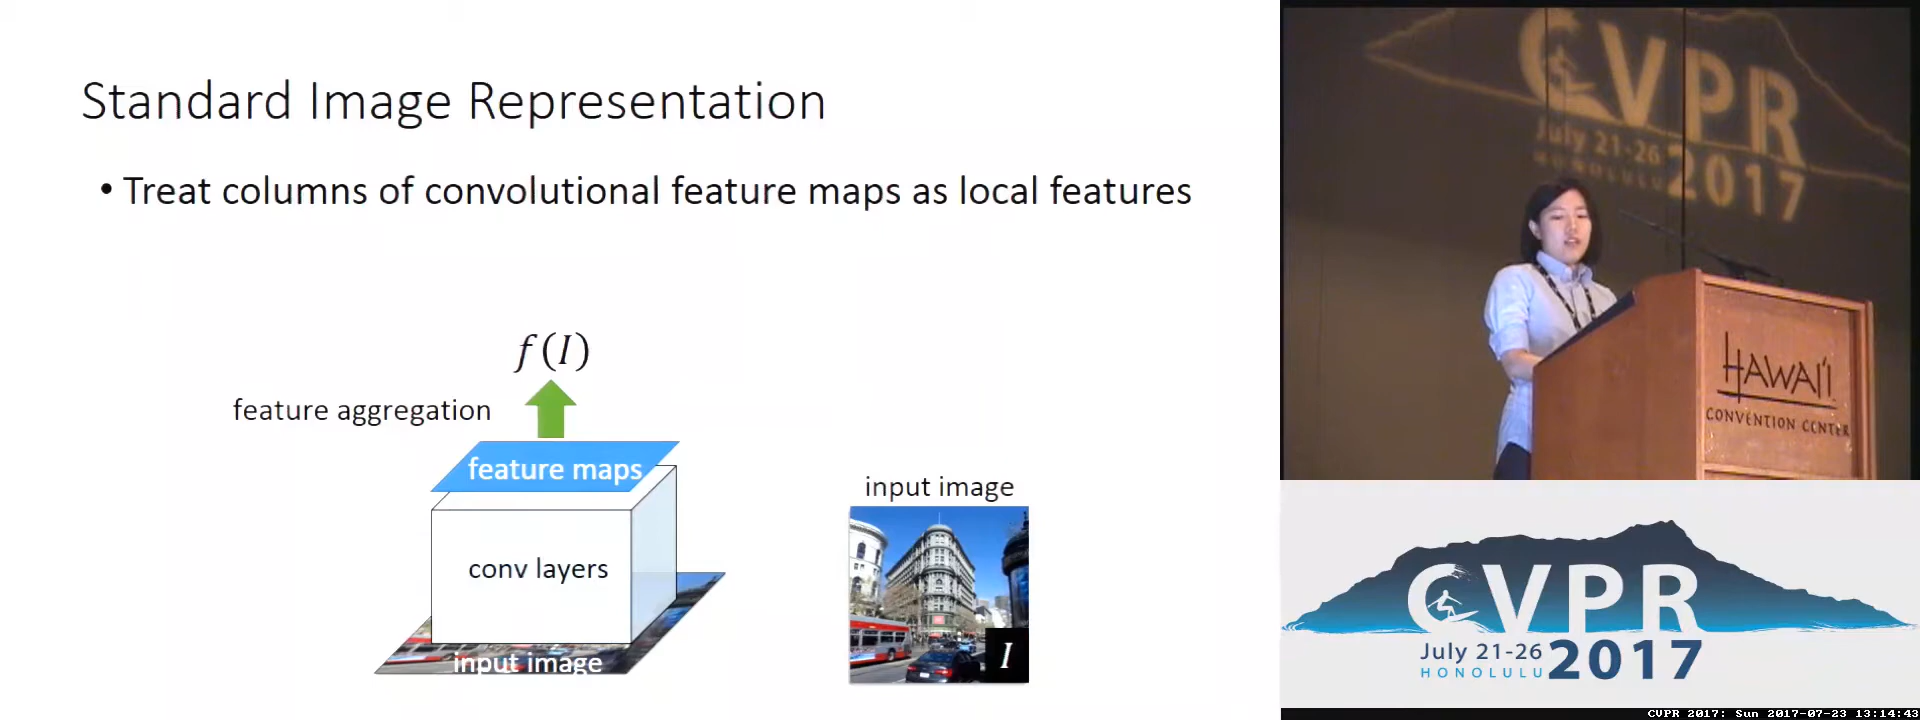 Standard Image Representation
• Treat columns of convolutional feature maps as local features
f(I)
feature aggregation
feature maps
conv layers
input image
input image
I
CVPR
July 21-26
HONOLULU
2017
HAWAI'I
CONVENTION CENTER
CVPR
July 21-26
HONOLULU
2017
CVPR 2017: Sun 2017-07-23 13:14:43